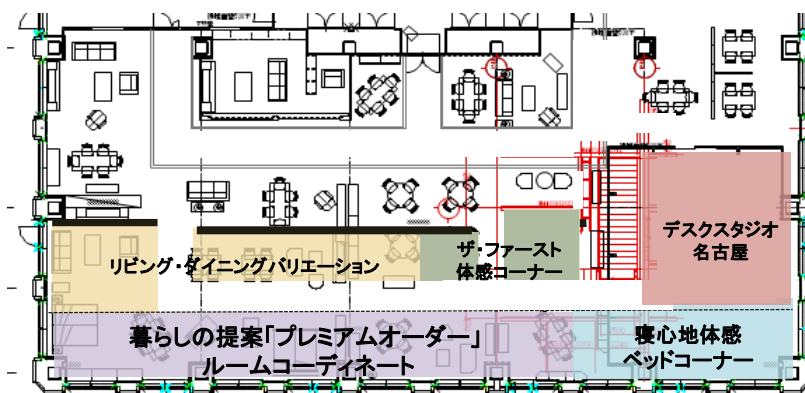 デスクスタジオ
名古屋
リビング・ダイニングバリエーション
ザ・ファースト
体感コーナー
暮らしの提案「プレミアムオーダー」
ルームコーディネート
寝心地体感
ベッドコーナー